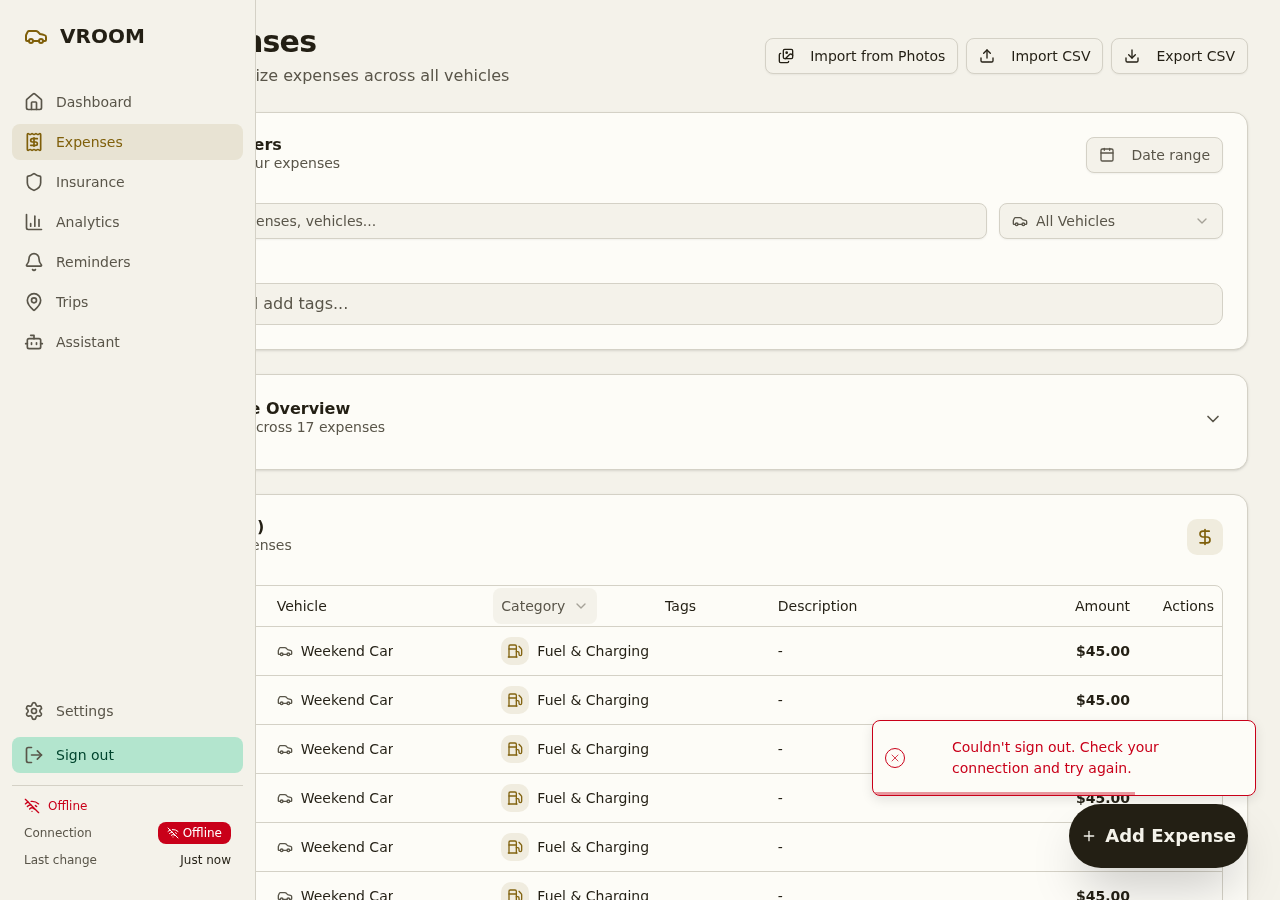 VROOM
Dashboard
Expenses
Insurance
Analytics
Reminders
Trips
Assistant
Settings
Sign out
Offline
Connection
Offline
Last change
Just now
nses
ize expenses across all vehicles
Import from Photos
Import CSV
Export CSV
ers
ur expenses
Date range
enses, vehicles...
All Vehicles
add tags...
e Overview
cross 17 expenses
)
enses
$
Vehicle
Category
Tags
Description
Amount
Actions
Weekend Car
Fuel & Charging
-
$45.00
Weekend Car
Fuel & Charging
-
$45.00
Weekend Car
Fuel & Charging
-
Weekend Car
Fuel & Charging
-
$45.00
Weekend Car
Fuel & Charging
-
Weekend Car
Fuel & Charging
-
$45.00
Couldn't sign out. Check your
connection and try again.
+ Add Expense